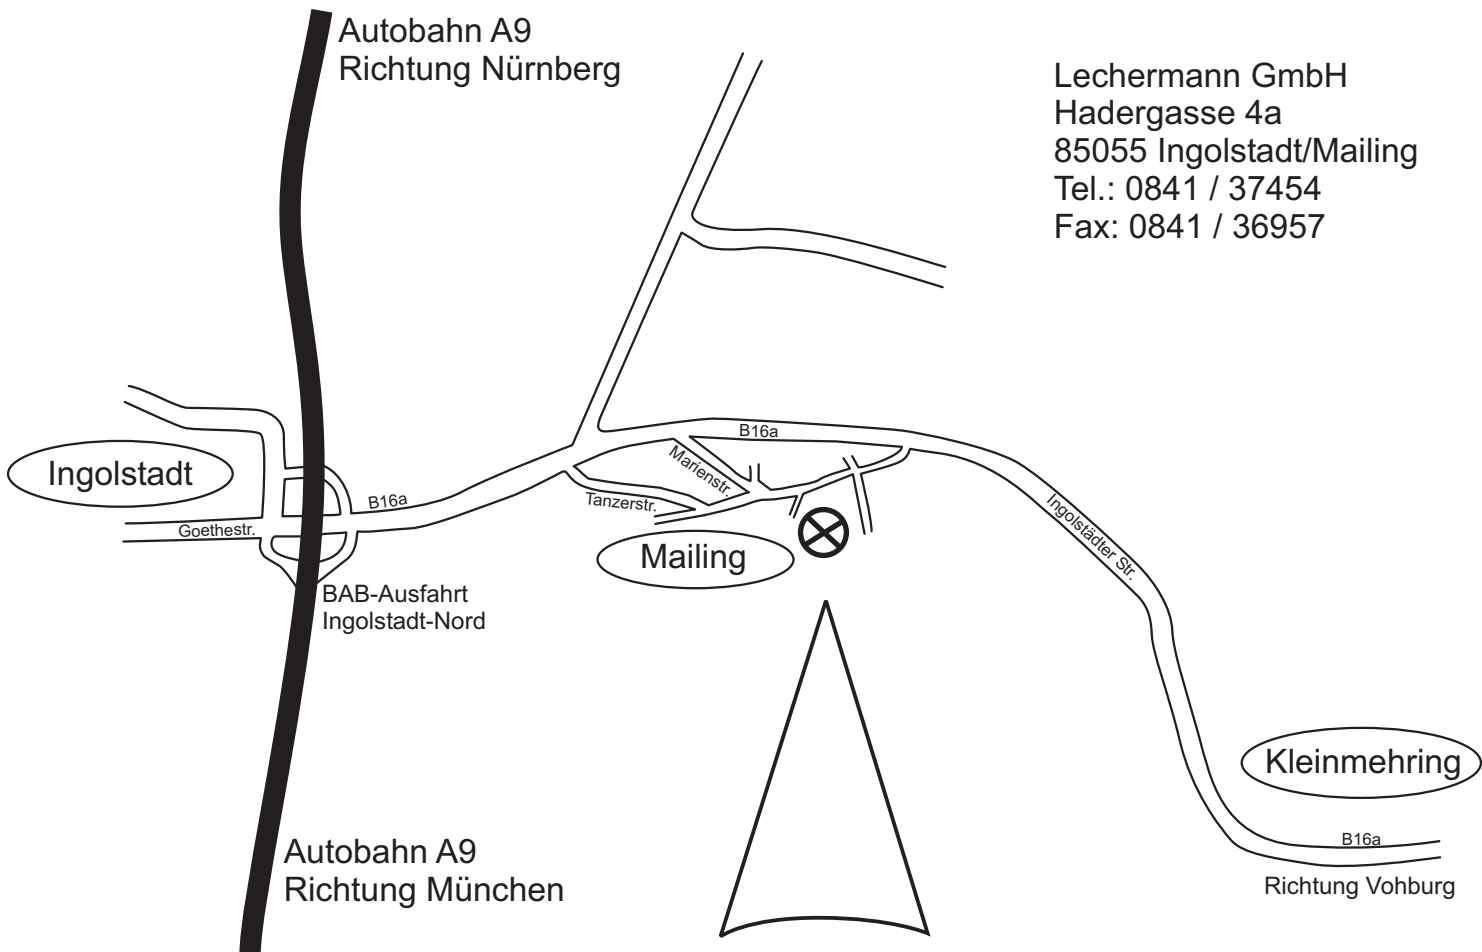 Autobahn A9
Richtung Nürnberg
Lechermann GmbH
Hadergasse 4a
85055 Ingolstadt/Mailing
Tel.: 0841 / 37454
Fax: 0841 / 36957
B16a
Marienstr.
Ingolstadt
B16a
Tanzerstr.
Goethestr.
Ingolstädter Str.
Mailing
BAB-Ausfahrt
Ingolstadt-Nord
Kleinmehring
B16a
Richtung Vohburg
Autobahn A9
Richtung München